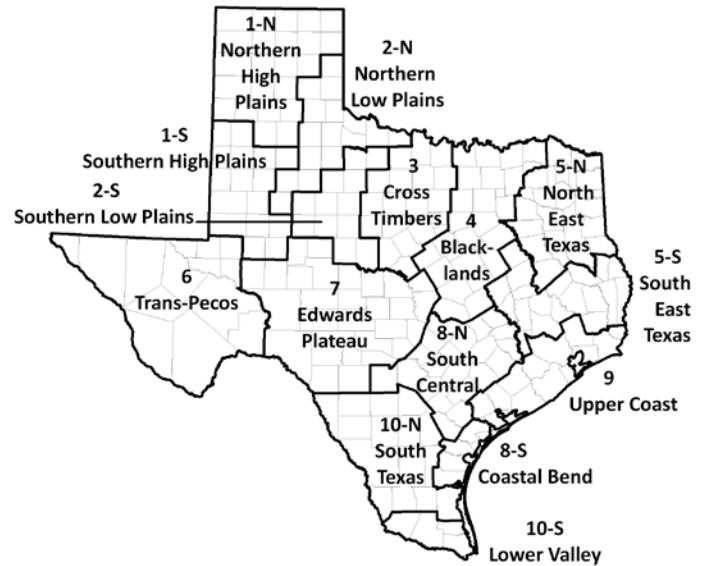 1-N
Northern
High
Plains
2-N
Northern
Low Plains
1-S
Southern High Plains
2-S
Southern Low Plains
3
Cross
Timbers
4
Black-
lands
5-N
North
East
Texas
5-S
South
East
Texas
6
Trans-Pecos
7
Edwards
Plateau
8-N
South
Central
9
Upper Coast
10-N
South
Texas
8-S
Coastal Bend
10-S
Lower Valley